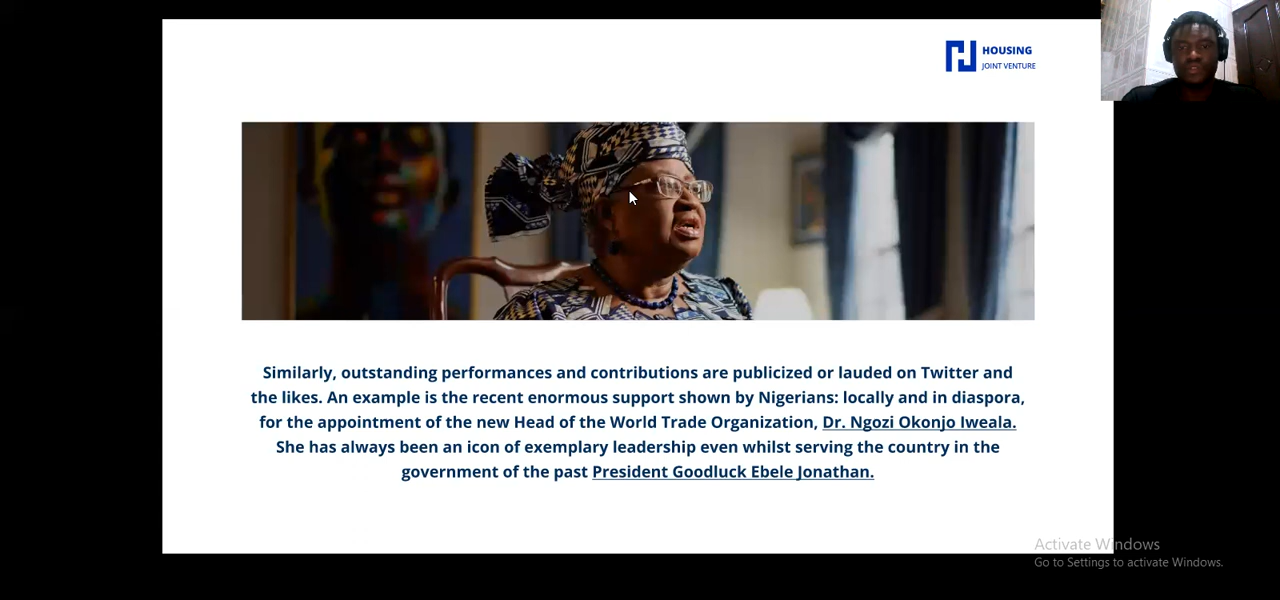 HOUSING
JOINT VENTURE
Similarly, outstanding performances and contributions are publicized or lauded on Twitter and
the likes. An example is the recent enormous support shown by Nigerians: locally and in diaspora,
for the appointment of the new Head of the World Trade Organization, Dr. Ngozi Okonjo Iweala.
She has always been an icon of exemplary leadership even whilst serving the country in the
government of the past President Goodluck Ebele Jonathan.
Activate Windows
Go to Settings to activate Windows.